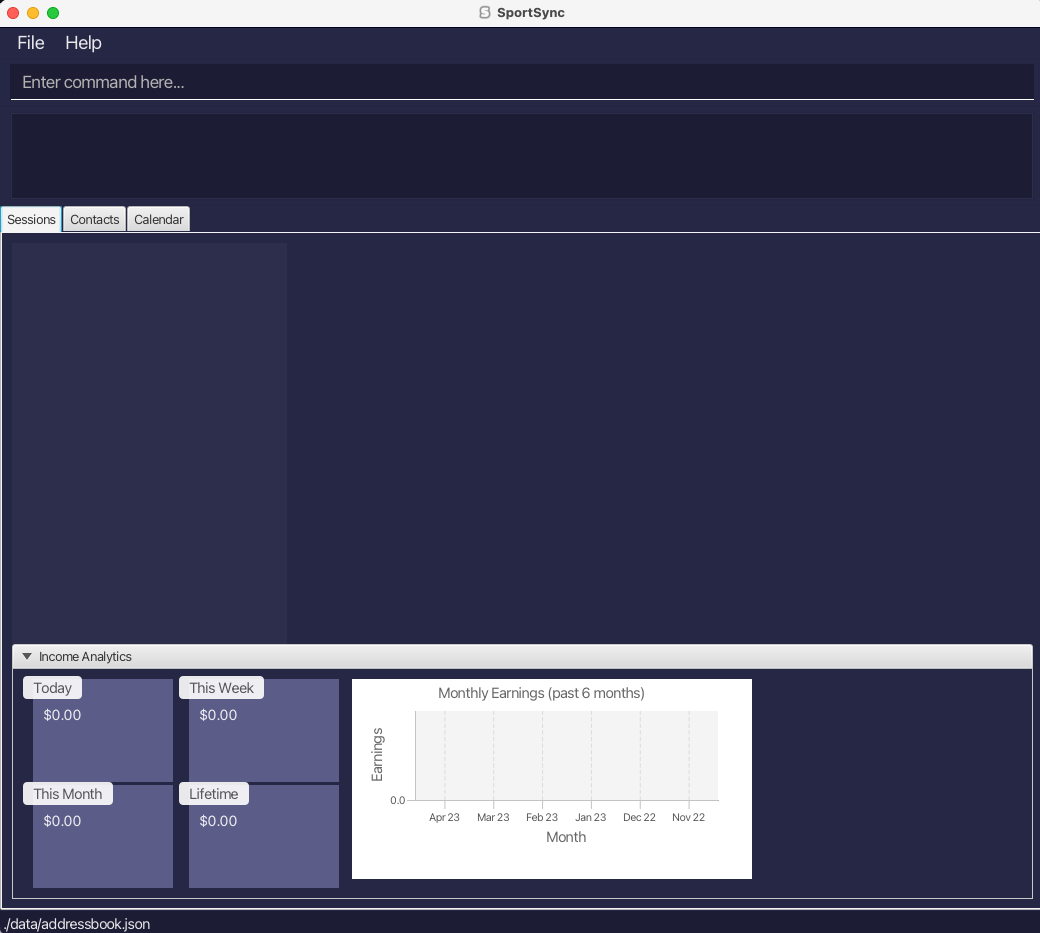 SportSync
File Help
Enter command here...
Sessions Contacts Calendar
Income Analytics
Today This Week
$0.00 $0.00
This Month Lifetime
$0.00 $0.00
Monthly Earnings (past 6 months)
Earnings
0.0
Apr 23 Mar 23 Feb 23 Jan 23 Dec 22 Nov 22
Month
./data/addressbook.json